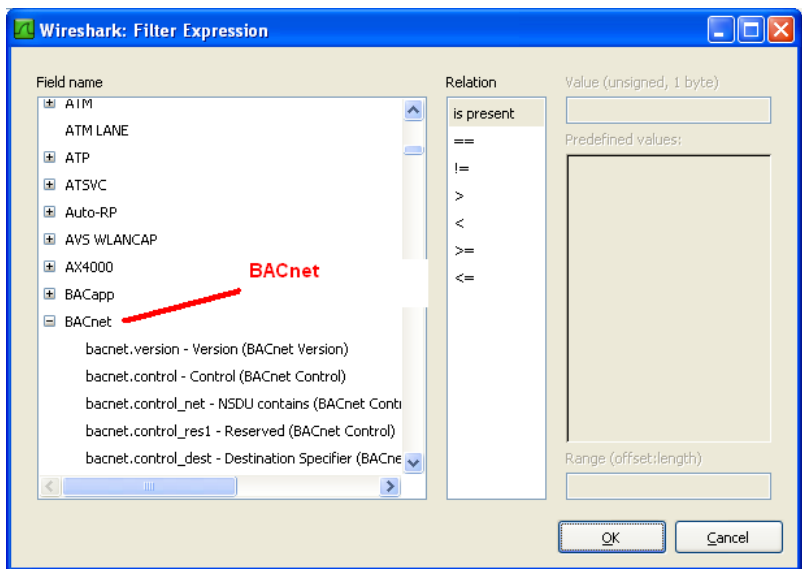 Wireshark: Filter Expression
Field name
ATM
ATM LANE
ATP
ATSVC
Auto-RP
AVS WLANCAP
AX4000
BACapp
BACnet
bacnet.version - Version (BACnet Version)
bacnet.control - Control (BACnet Control)
bacnet.control_net - NSDU contains (BACnet Contr
bacnet.control_res1 - Reserved (BACnet Control)
bacnet.control_dest - Destination Specifier (BACne
BACnet
Relation
is present
==
!=
>
<
>=
<=
Value (unsigned, 1 byte)
Predefined values:
Range (offset:length)
OK
Cancel